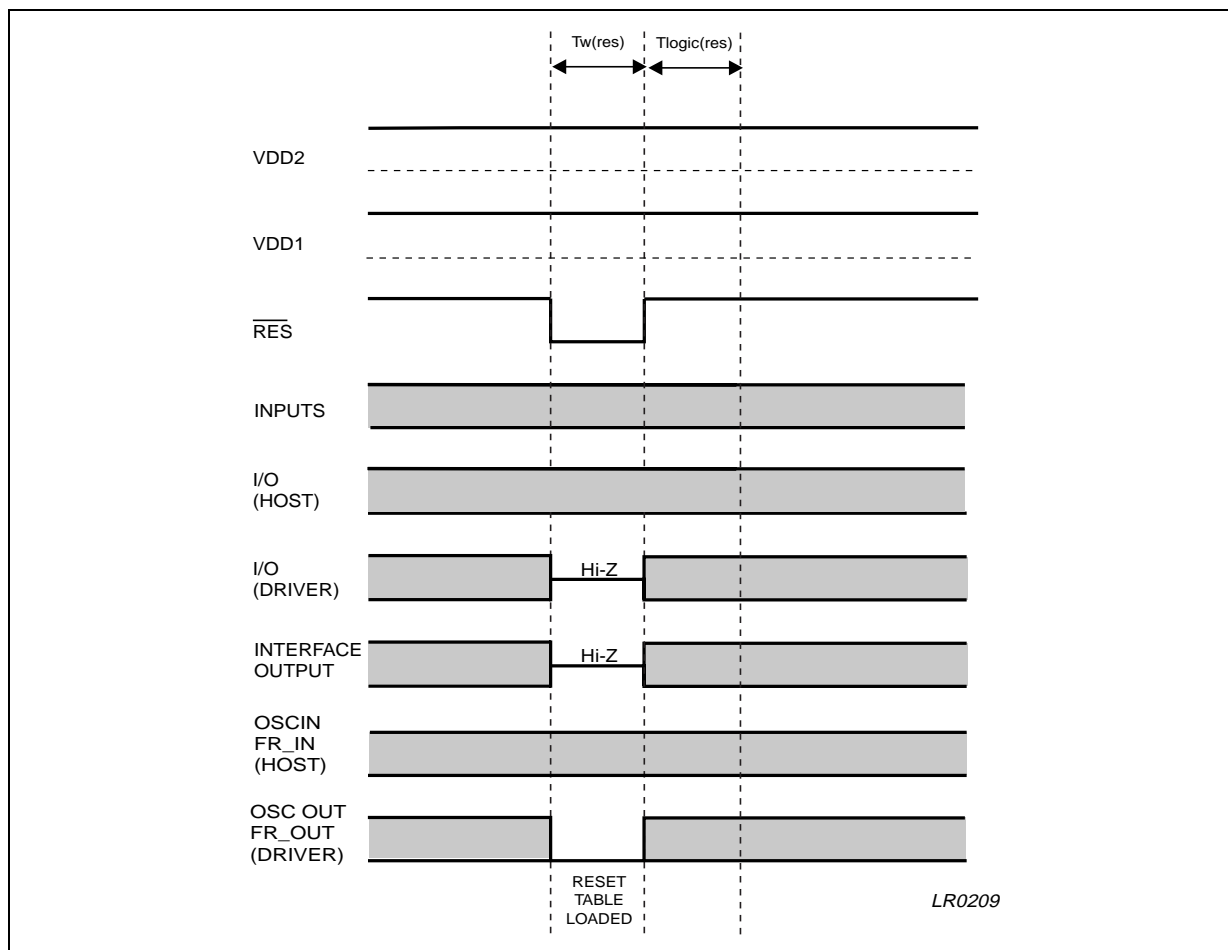 Tw(res) Tlogic(res)
VDD2
VDD1
RES
INPUTS
I/O
(HOST)
I/O
(DRIVER)
Hi-Z
INTERFACE
OUTPUT
Hi-Z
OSCIN
FR_IN
(HOST)
OSC OUT
FR_OUT
(DRIVER)
RESET
TABLE
LOADED
LR0209